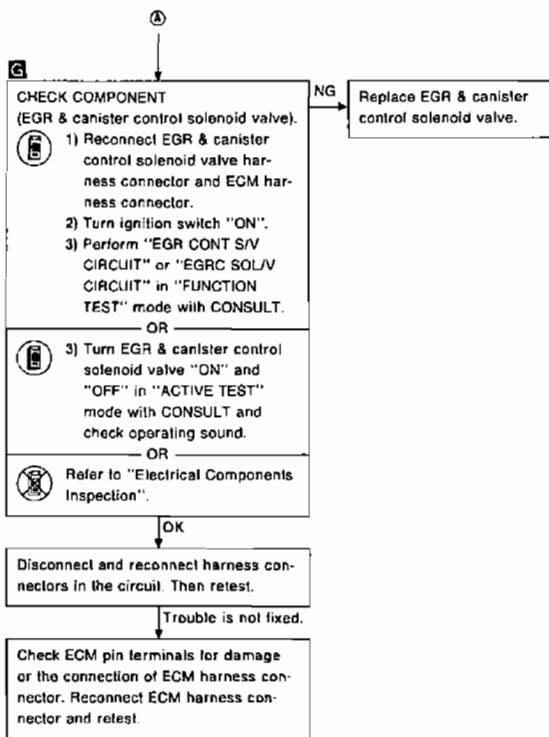 A
G
CHECK COMPONENT
(EGR & canister control solenoid valve).
1) Reconnect EGR & canister
control solenoid valve har-
ness connector and ECM har-
ness connector.
2) Turn ignition switch "ON".
3) Perform "EGR CONT S/V
CIRCUIT" or "EGRC SOL/V
CIRCUIT" in "FUNCTION
TEST" mode with CONSULT.
OR
3) Turn EGR & canister control
solenoid valve "ON" and
"OFF" in "ACTIVE TEST"
mode with CONSULT and
check operating sound.
OR
Refer to "Electrical Components
Inspection".
NG
Replace EGR & canister
control solenoid valve.
OK
Disconnect and reconnect harness con-
nectors in the circuit. Then retest.
Trouble is not fixed.
Check ECM pin terminals for damage
or the connection of ECM harness con-
nector. Reconnect ECM harness con-
nector and retest.